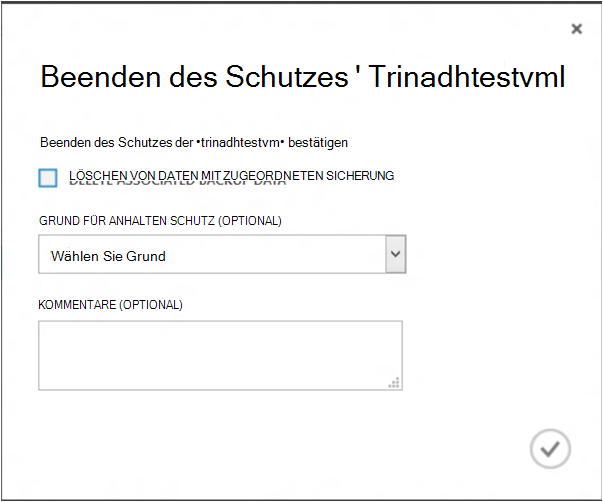 Beenden des Schutzes ' Trinadhtestvml
Beenden des Schutzes der •trinadhtestvm• bestätigen
LÖSCHEN VON DATEN MIT ZUGEORDNETEN SICHERUNG
DELETE ASSOCIATED BACKUP DATA
GRUND FÜR ANHALTEN SCHUTZ (OPTIONAL)
Wählen Sie Grund
KOMMENTARE (OPTIONAL)